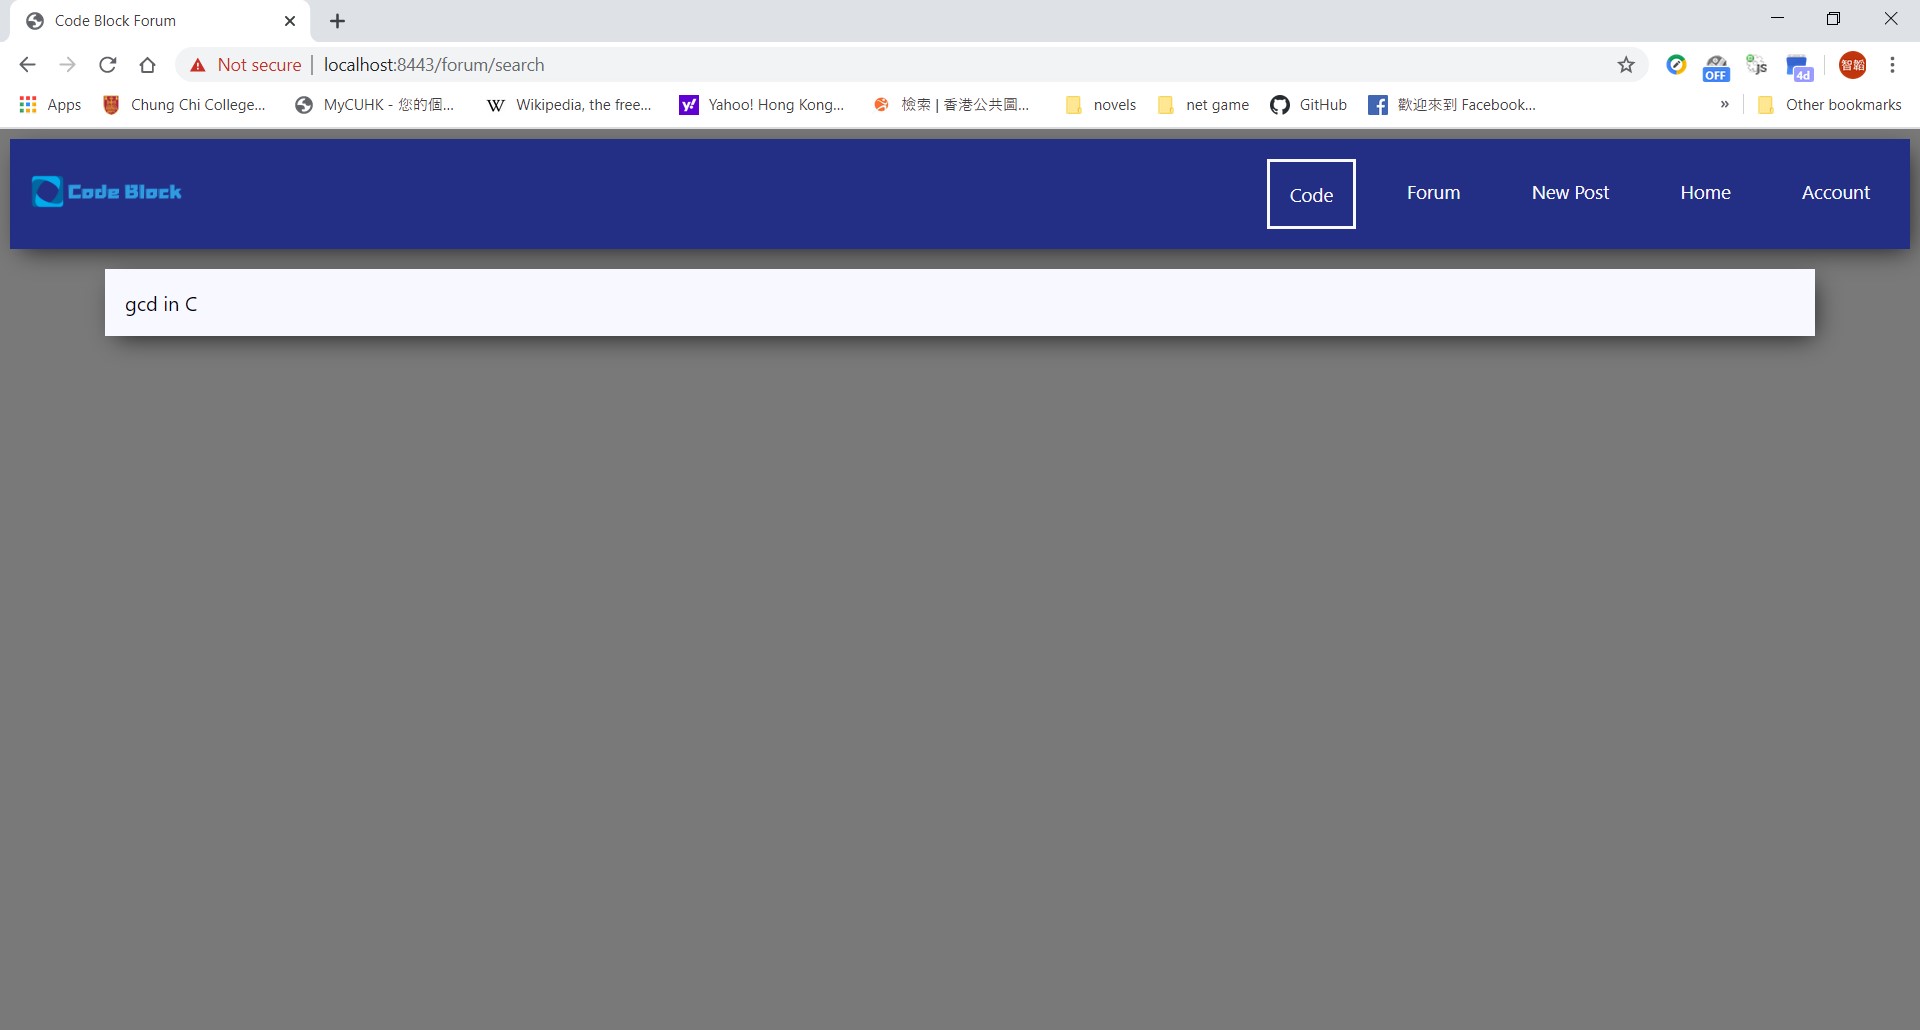 Code Block Forum
Not secure | localhost:8443/forum/search
OFF
js
4d
智韜
Apps
Chung Chi College...
MyCUHK - 您的個...
W Wikipedia, the free...
y! Yahoo! Hong Kong...
檢索 | 香港公共圖...
novels
net game
GitHub
f 歡迎來到 Facebook...
»
Other bookmarks
Code Block
Code
Forum
New Post
Home
Account
gcd in C